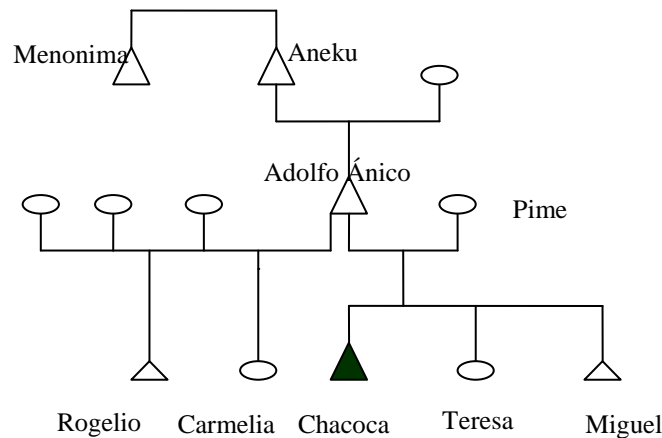 Menonima
Aneku
Adolfo Ánico
Pime
Rogelio
Carmelia
Chacoca
Teresa
Miguel